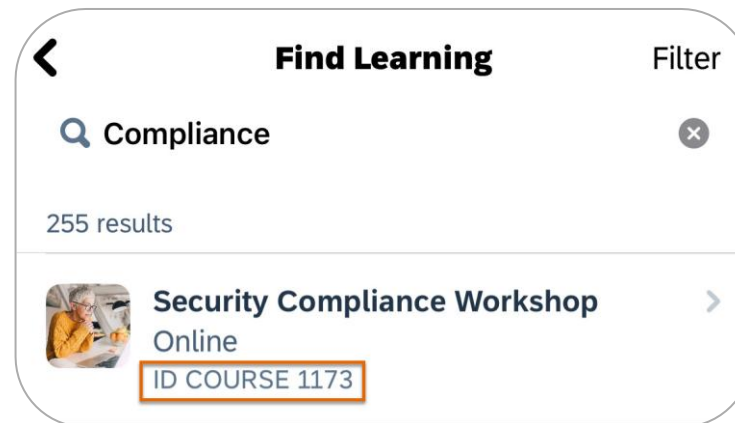 Find Learning Filter
Compliance
255 results
Security Compliance Workshop
Online
ID COURSE 1173